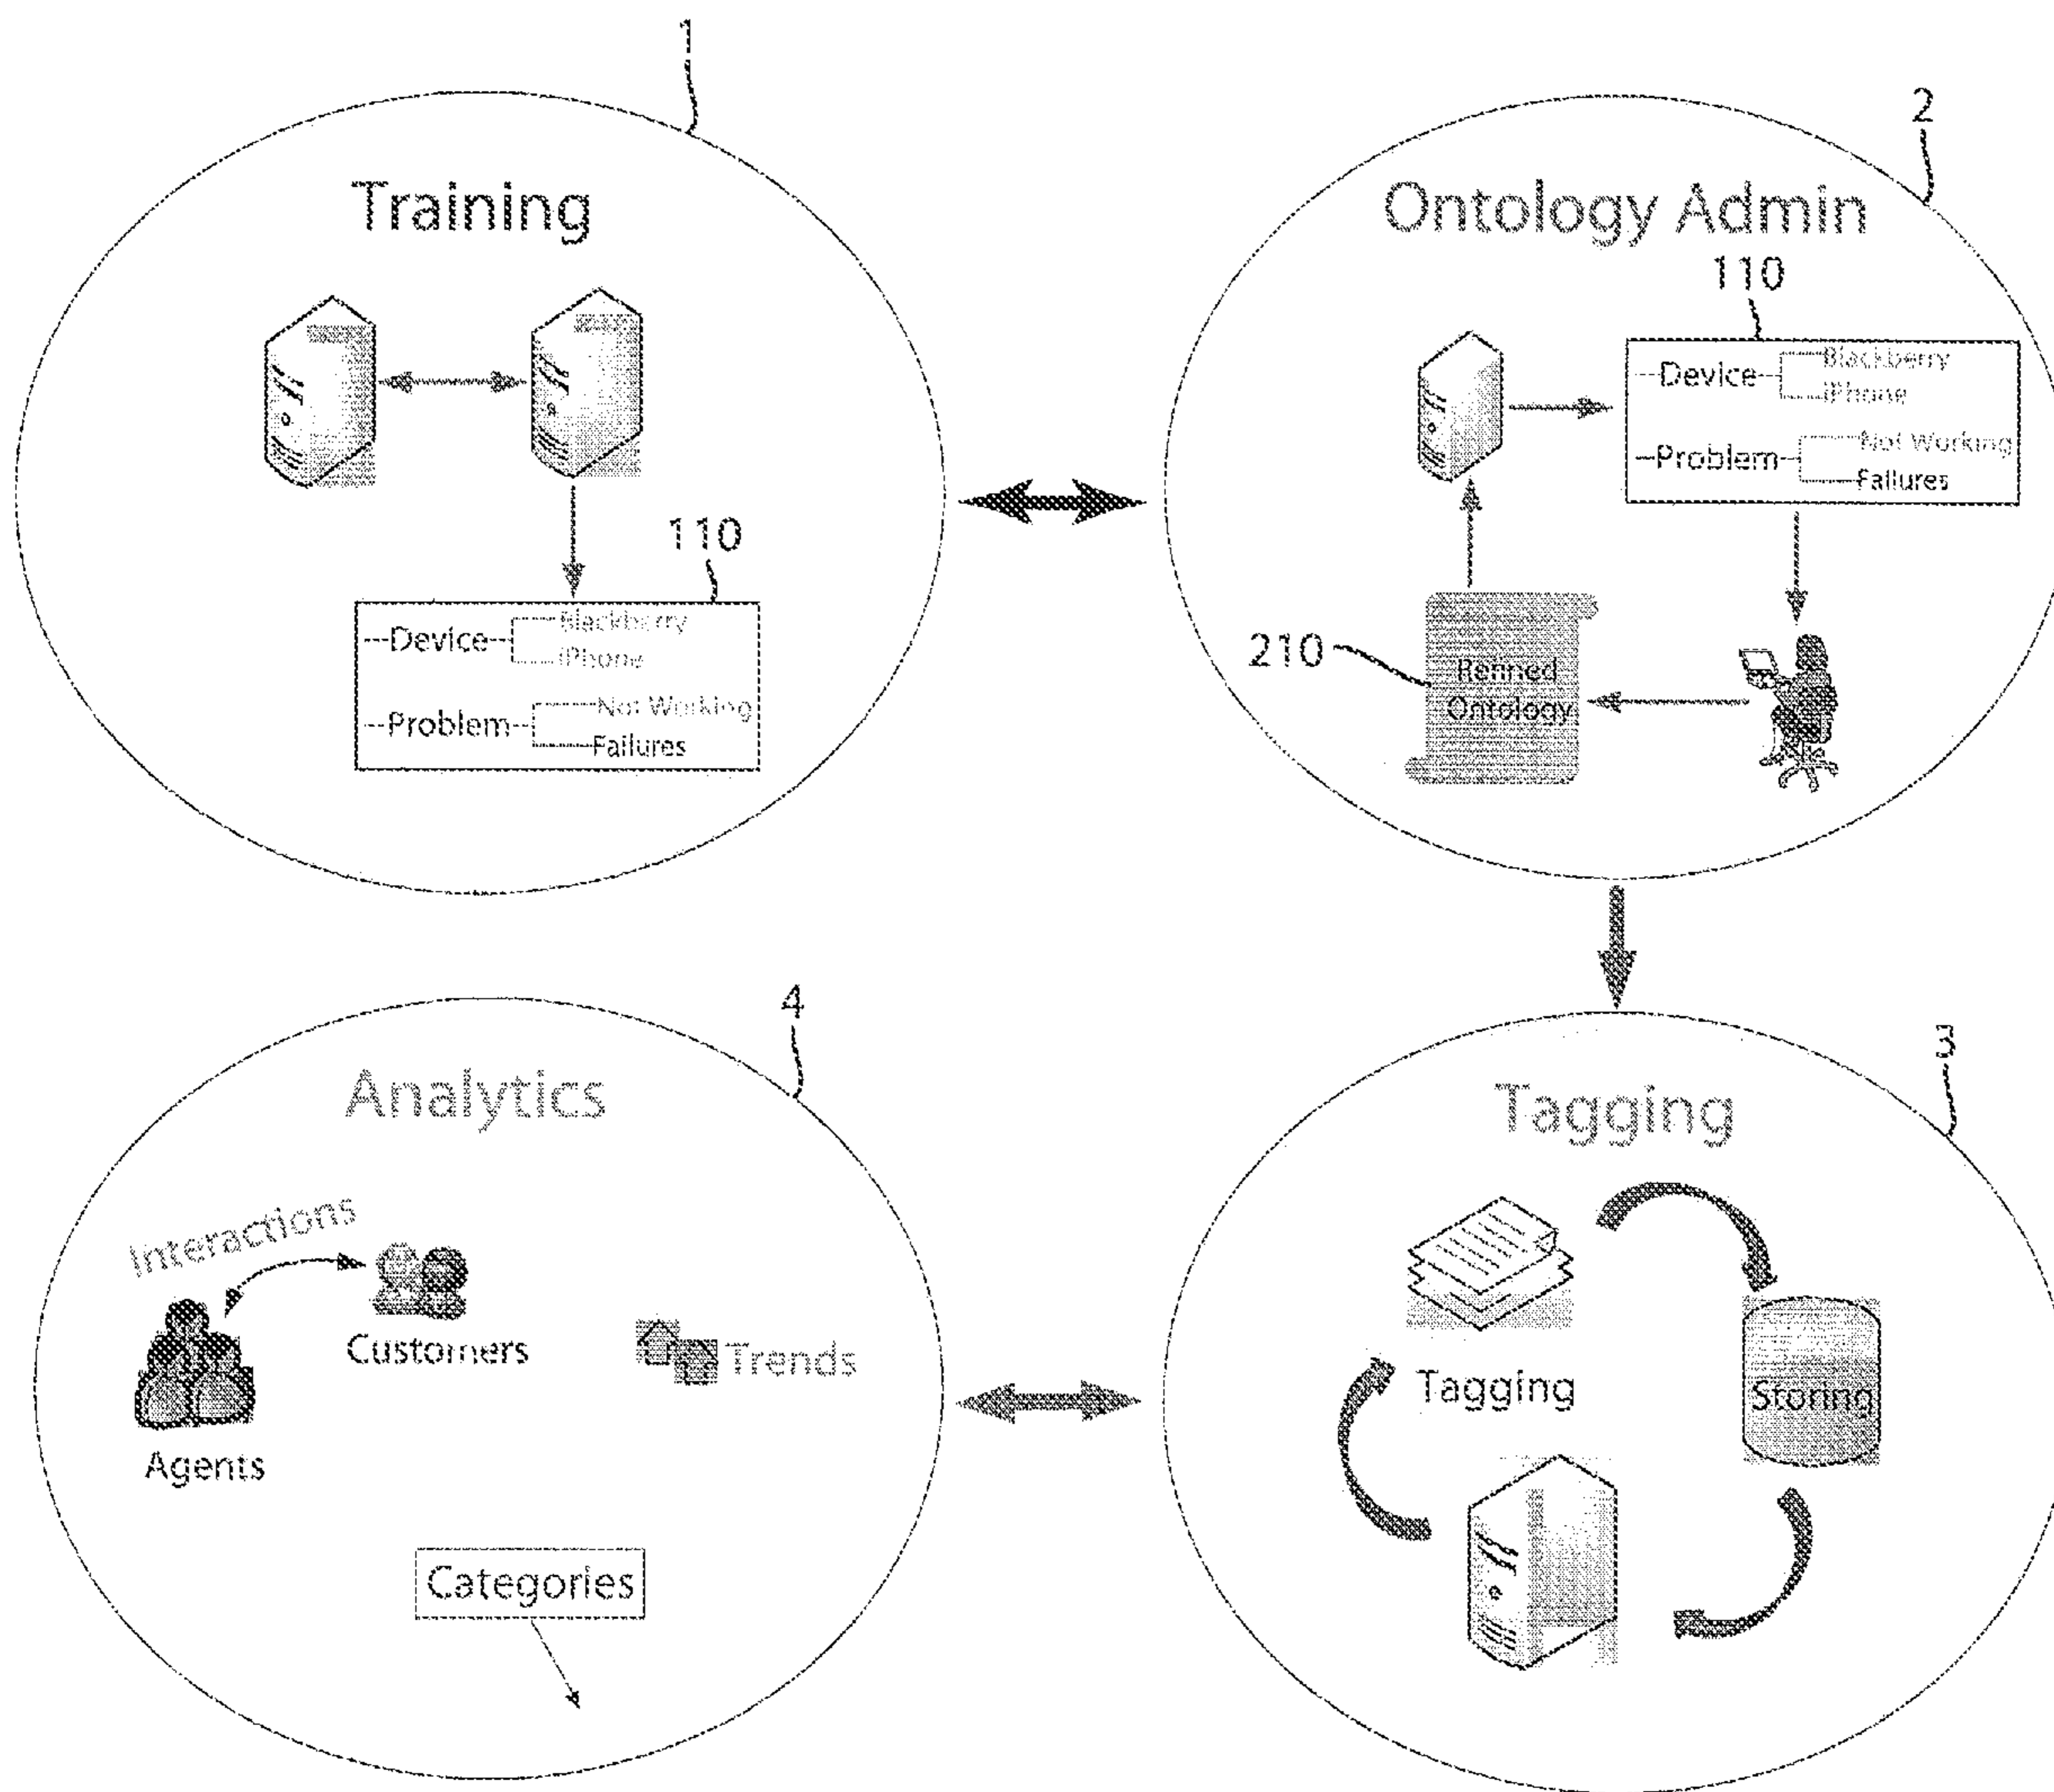 1
Training
110
Device
Blackberry
iPhone
Problem
Not Working
Failures
2
Ontology Admin
110
Device
Blackberry
iPhone
Problem
Not Working
Failures
210
Refined
Ontology
4
Analytics
Interactions
Customers
Agents
Trends
Categories
3
Tagging
Tagging
Storing